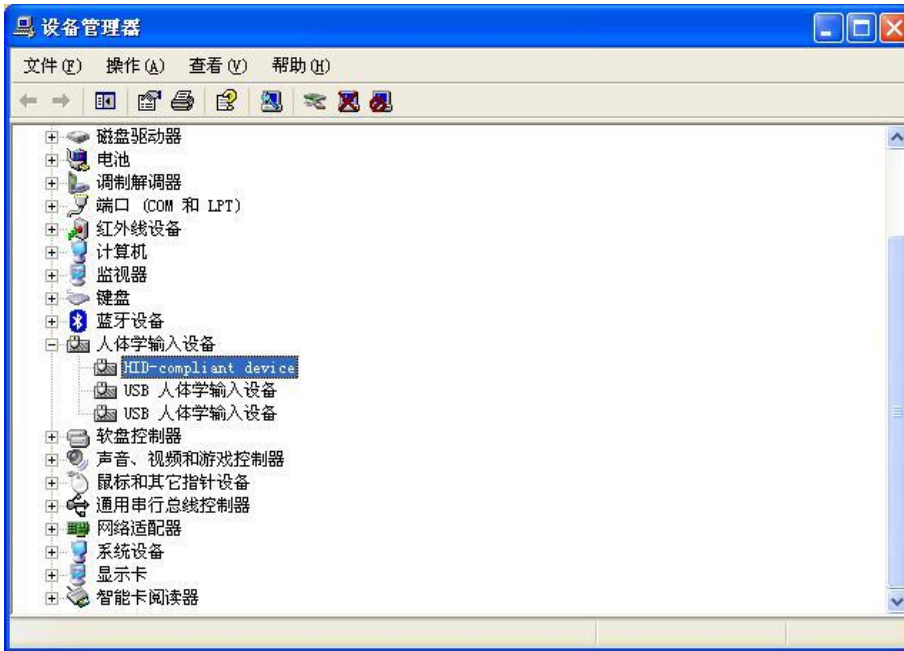 设备管理器
文件(F) 操作(A) 查看(V) 帮助(H)
磁盘驱动器
电池
调制解调器
端口 (COM 和 LPT)
红外线设备
计算机
监视器
键盘
蓝牙设备
人体学输入设备
HID-compliant device
USB 人体学输入设备
USB 人体学输入设备
软盘控制器
声音、视频和游戏控制器
鼠标和其它指针设备
通用串行总线控制器
网络适配器
系统设备
显示卡
智能卡阅读器